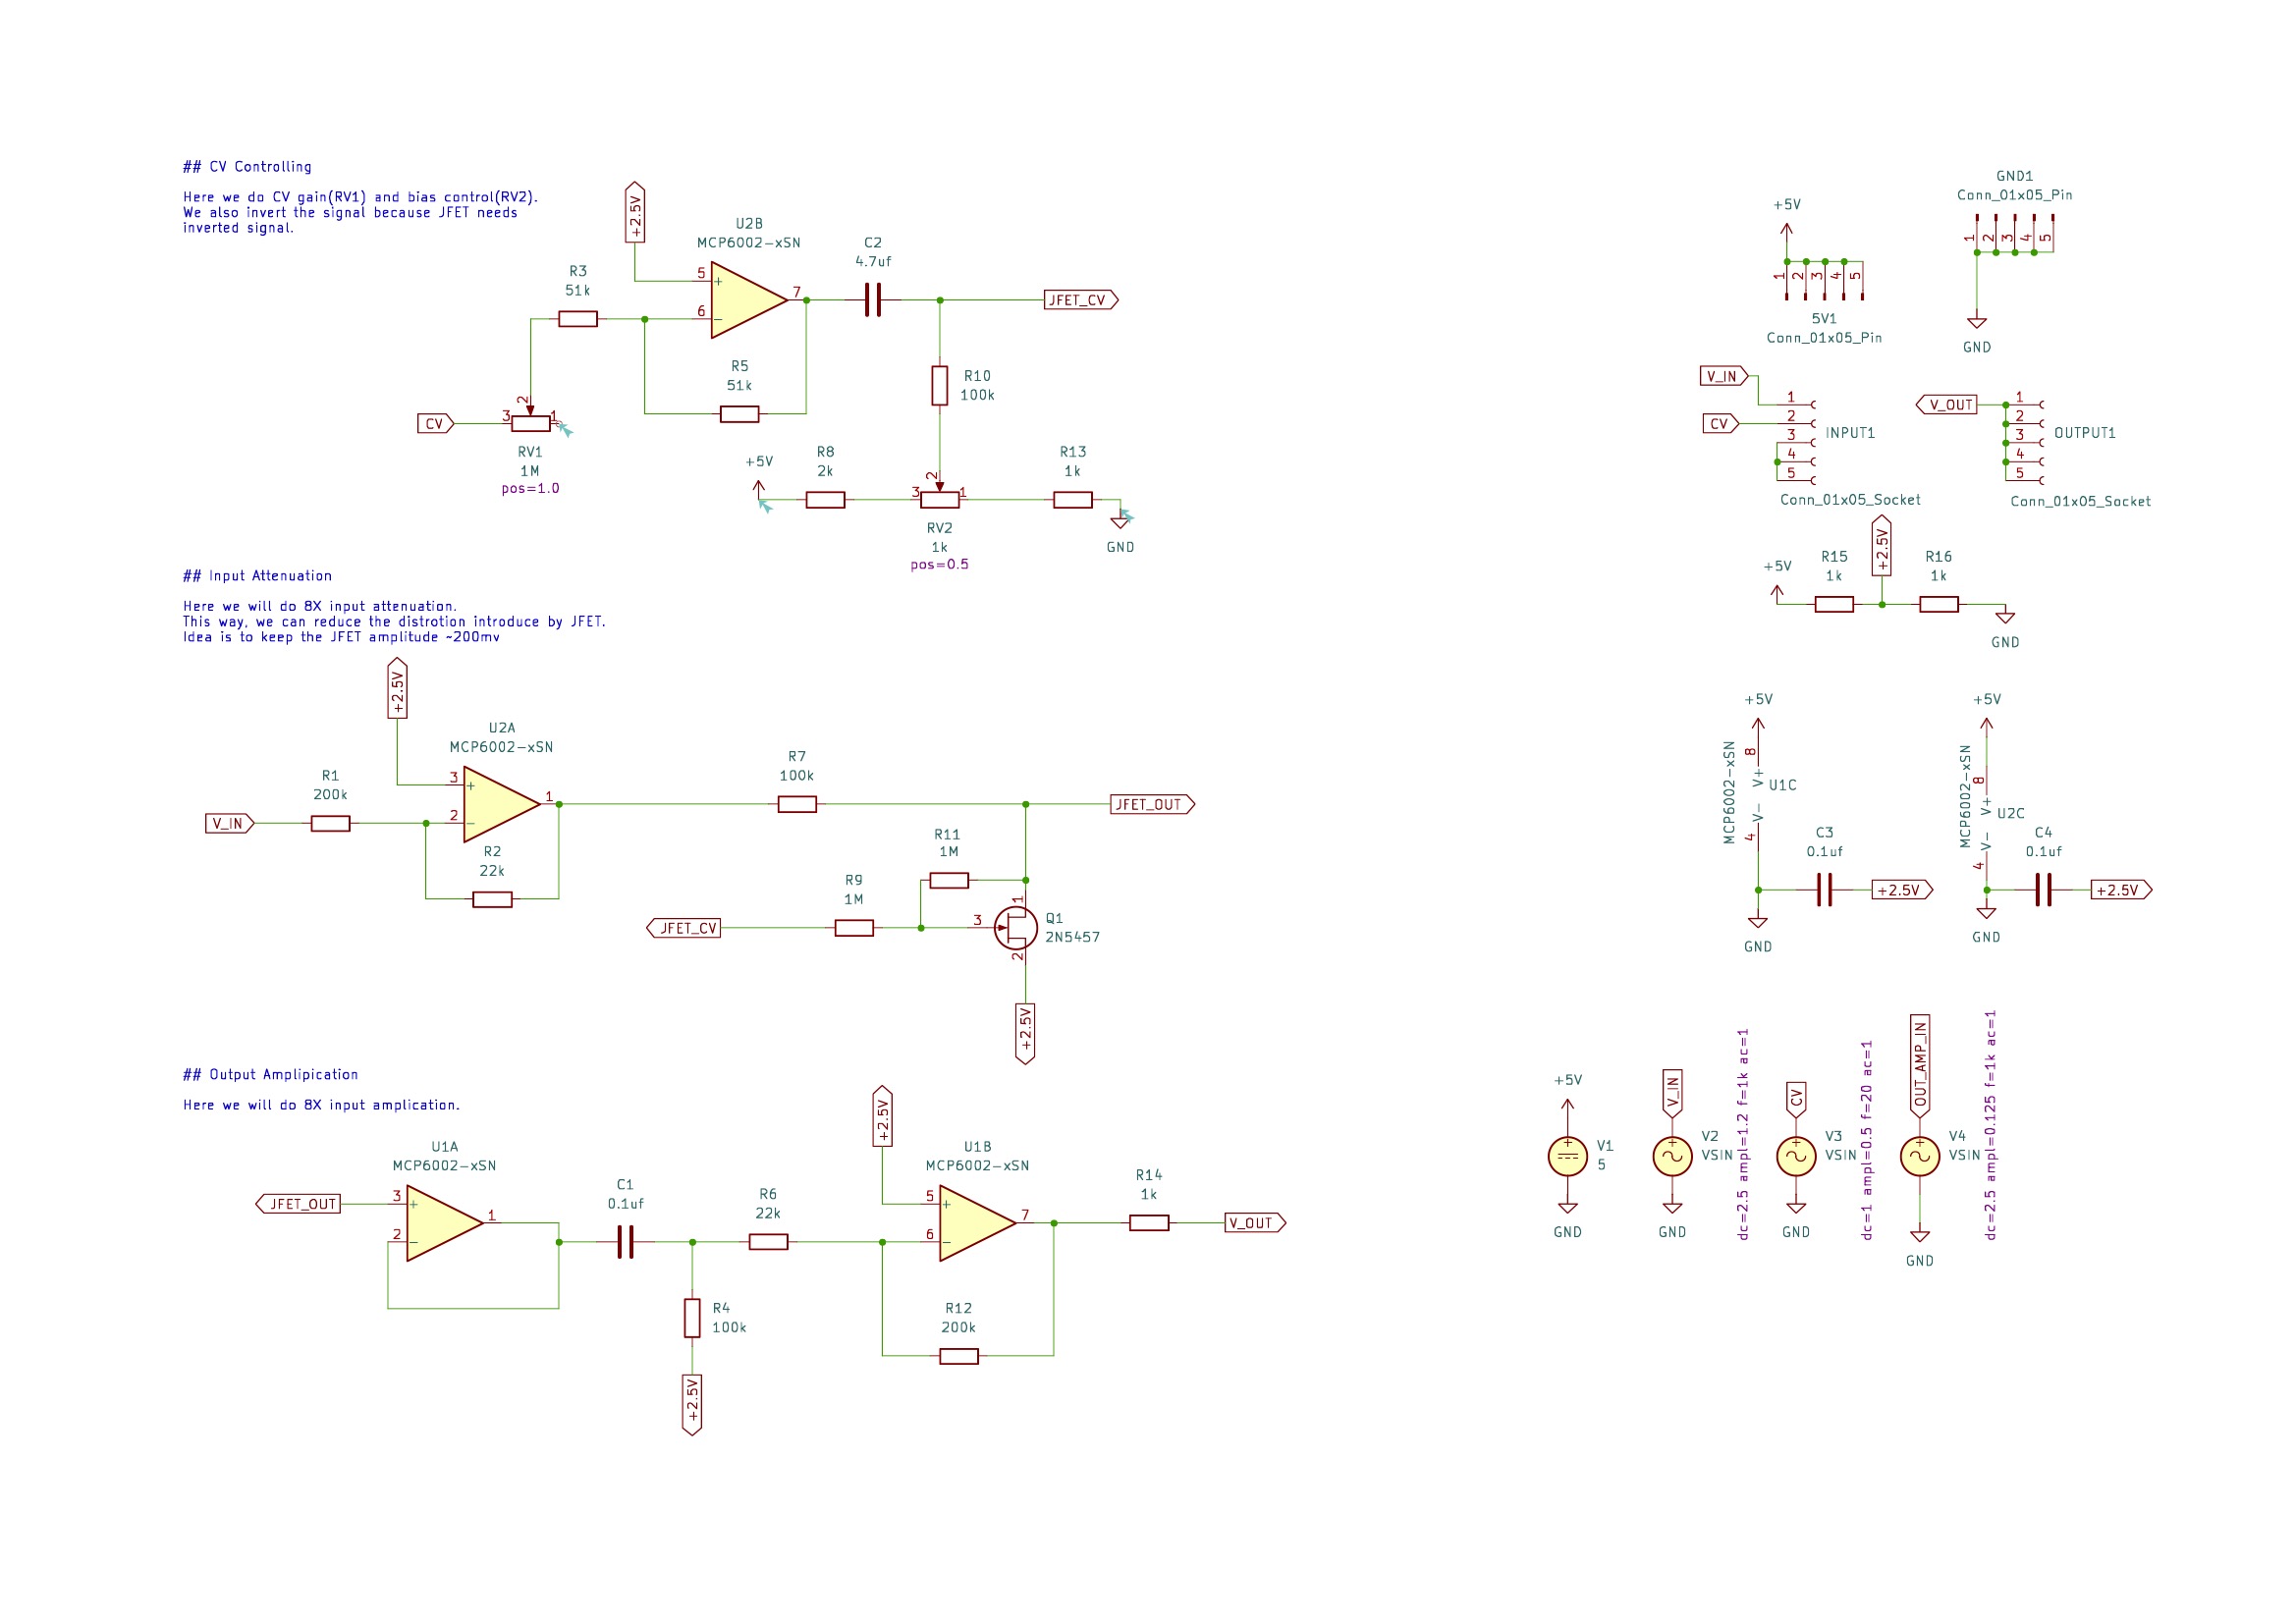 ## CV Controlling
Here we do CV gain(RV1) and bias control(RV2).
We also invert the signal because JFET needs
inverted signal.
+2.5V
U2B
MCP6002-xSN
5
+
6
-
7
C2
4.7uf
JFET_CV
R3
51k
R5
51k
R10
100k
CV
3
2
1
RV1
1M
pos=1.0
+5V
R8
2k
3
2
1
RV2
1k
pos=0.5
R13
1k
GND
## Input Attenuation
Here we will do 8X input attenuation.
This way, we can reduce the distrotion introduce by JFET.
Idea is to keep the JFET amplitude ~200mv
+2.5V
U2A
MCP6002-xSN
3
+
2
-
1
R1
200k
V_IN
R2
22k
R7
100k
JFET_OUT
R11
1M
R9
1M
JFET_CV
3
1
2
Q1
2N5457
+2.5V
## Output Amplipication
Here we will do 8X input amplication.
U1A
MCP6002-xSN
JFET_OUT
3
+
2
-
1
C1
0.1uf
R6
22k
R4
100k
+2.5V
+2.5V
U1B
MCP6002-xSN
5
+
6
-
7
R14
1k
V_OUT
R12
200k
+5V
1
2
3
4
5
5V1
Conn_01x05_Pin
GND1
Conn_01x05_Pin
1
2
3
4
5
GND
V_IN
CV
1
2
3
4
5
INPUT1
Conn_01x05_Socket
V_OUT
1
2
3
4
5
OUTPUT1
Conn_01x05_Socket
+5V
R15
1k
+2.5V
R16
1k
GND
+5V
MCP6002-xSN
8
V+
U1C
V-
4
C3
0.1uf
+2.5V
GND
+5V
MCP6002-xSN
8
V+
U2C
V-
4
C4
0.1uf
+2.5V
GND
+5V
+
V1
5
GND
V_IN
+
V2
VSIN
dc=2.5 ampl=1.2 f=1k ac=1
GND
CV
+
V3
VSIN
dc=1 ampl=0.5 f=20 ac=1
GND
OUT_AMP_IN
+
V4
VSIN
dc=2.5 ampl=0.125 f=1k ac=1
GND